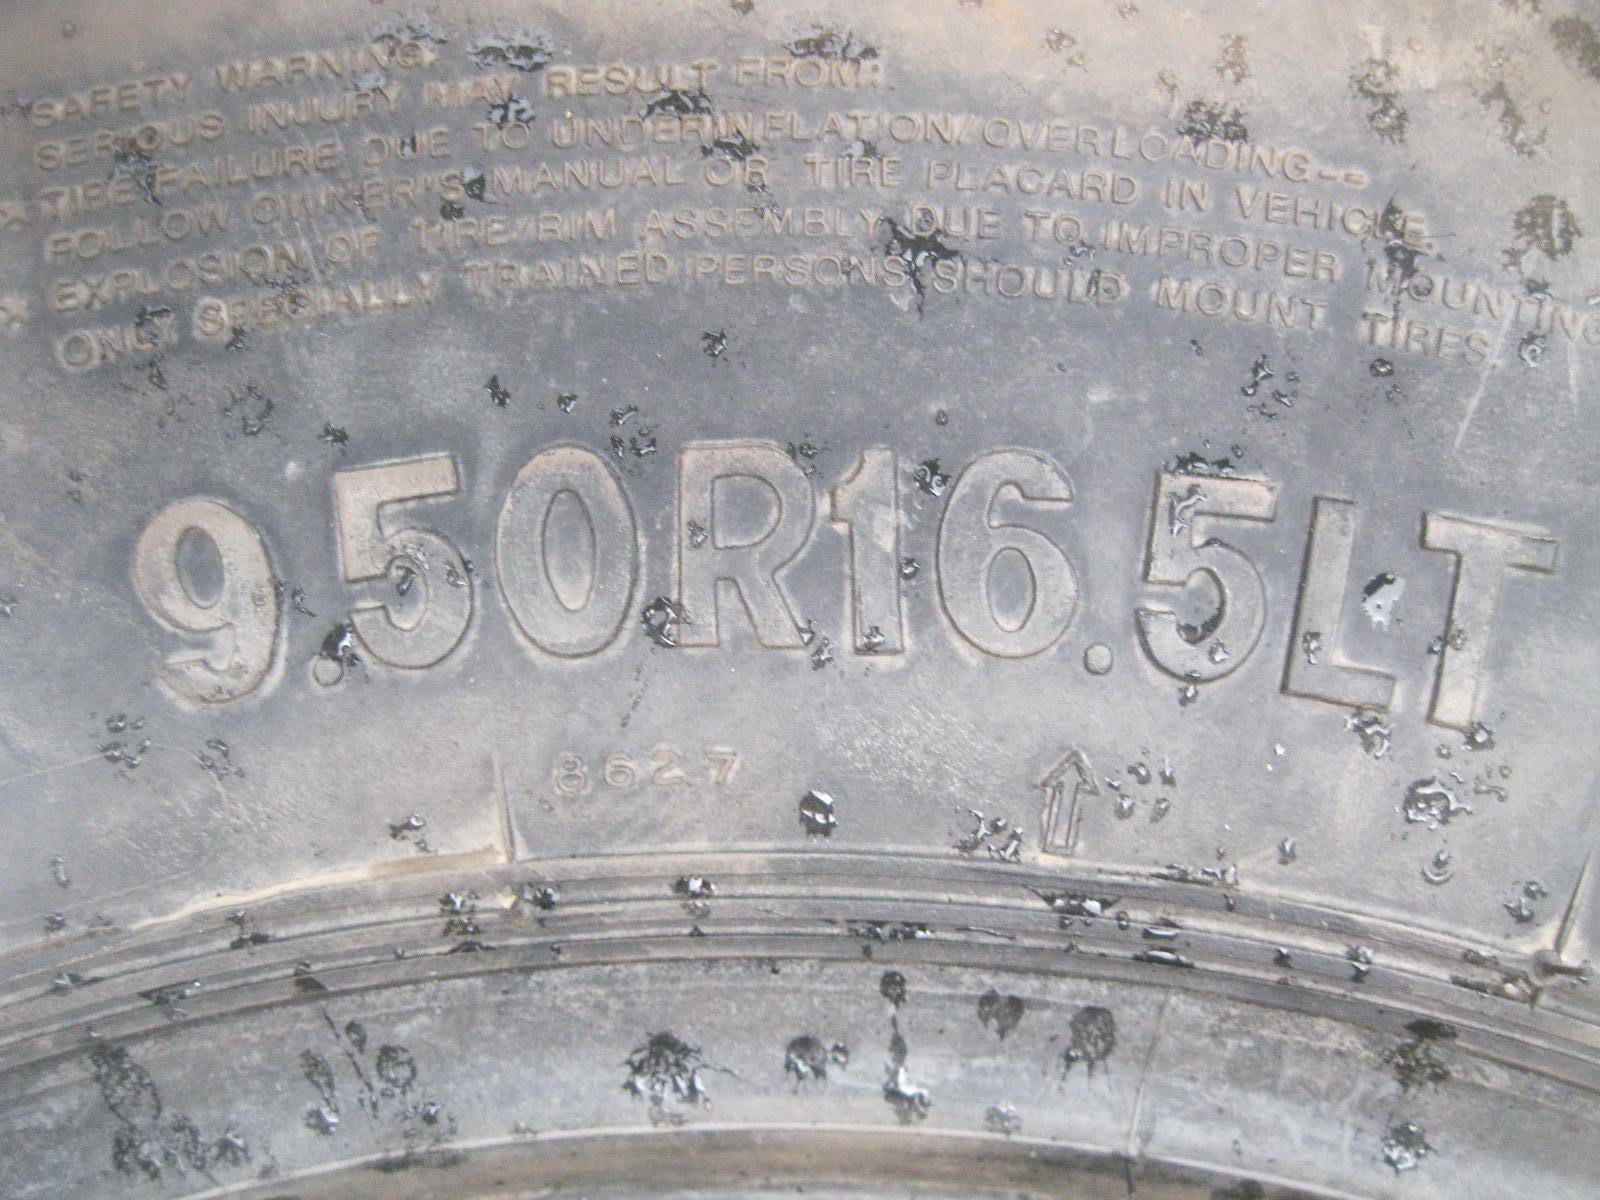 SAFETY WARNING:
SERIOUS INJURY MAY RESULT FROM:
* TIRE FAILURE DUE TO UNDERINFLATION/OVERLOADING--
FOLLOW OWNER'S MANUAL OR TIRE PLACARD IN VEHICLE.
* EXPLOSION OF TIRE/RIM ASSEMBLY DUE TO IMPROPER MOUNTING
ONLY SPECIALLY TRAINED PERSONS SHOULD MOUNT TIRES.
9.50R16.5LT
8627